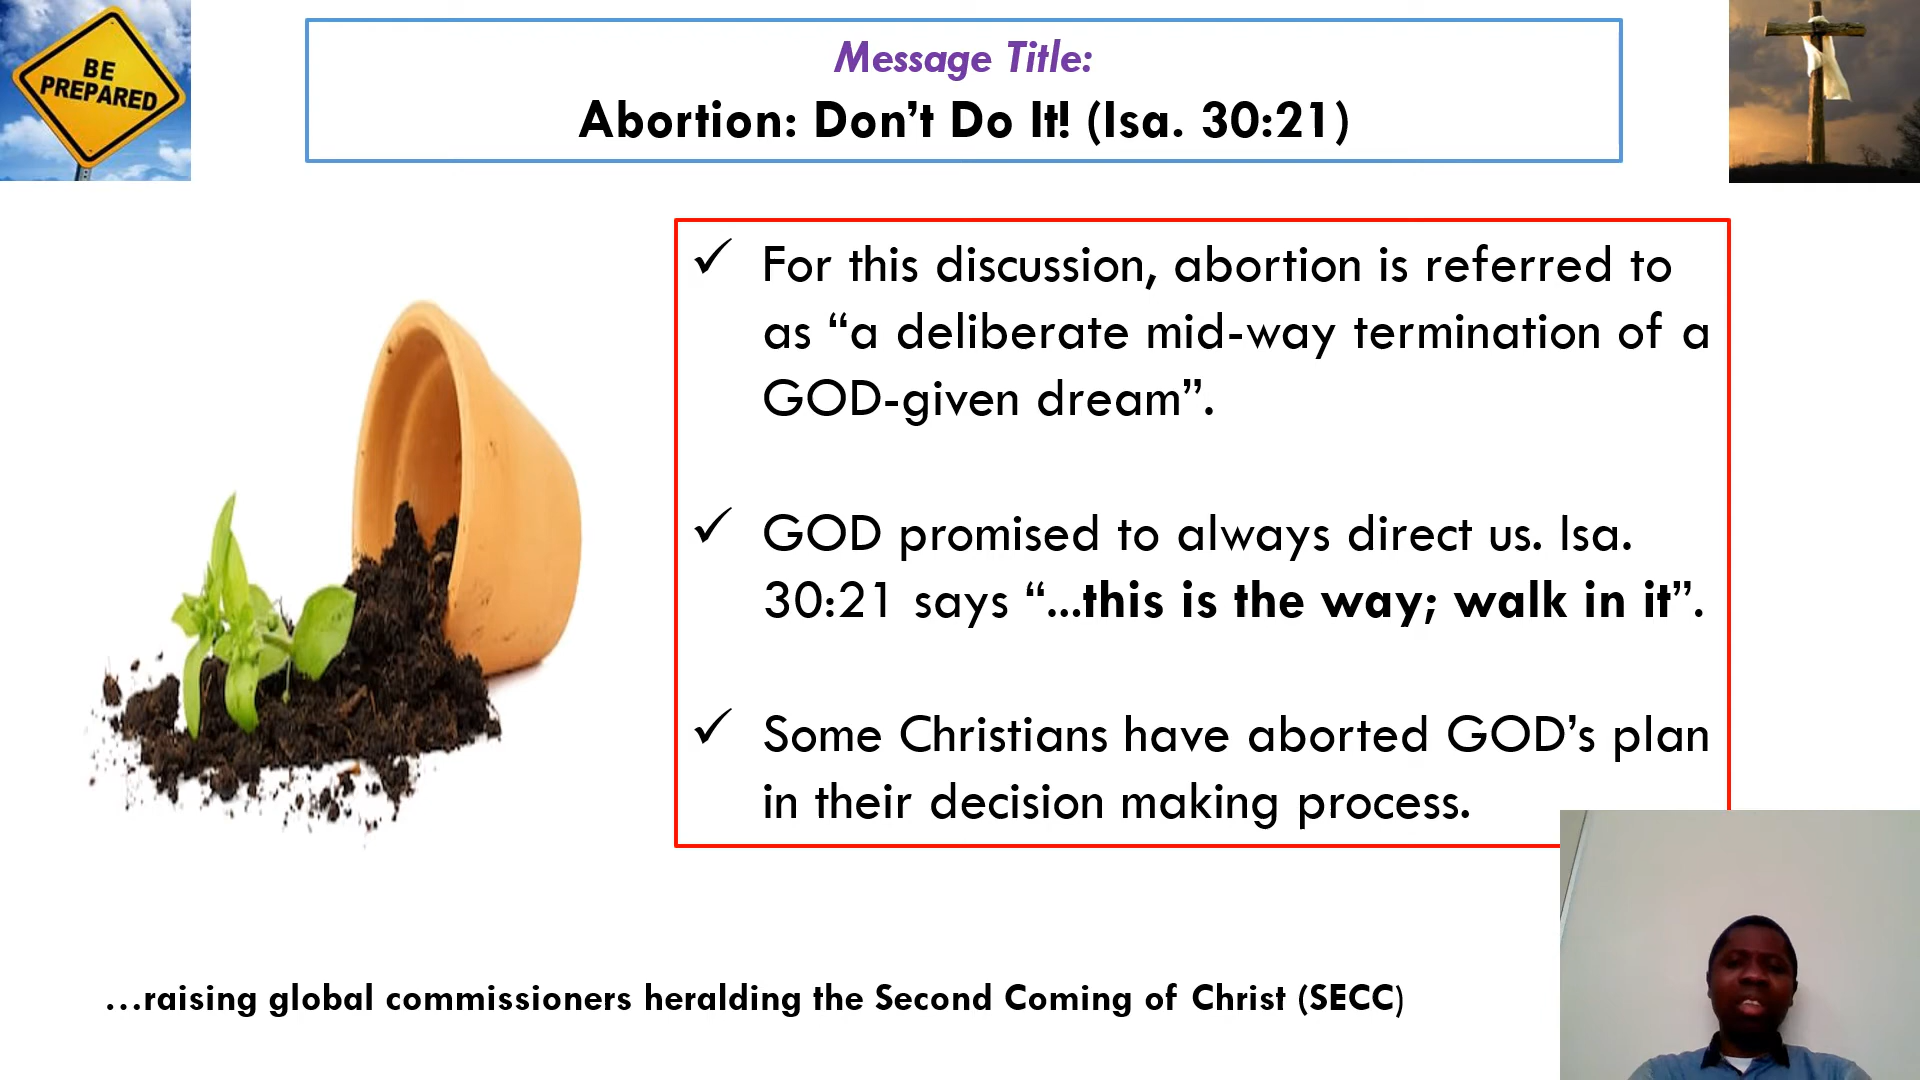 BE
PREPARED
Message Title:
Abortion: Don’t Do It! (Isa. 30:21)
✓ For this discussion, abortion is referred to
as “a deliberate mid-way termination of a
GOD-given dream”.
✓ GOD promised to always direct us. Isa.
30:21 says “...this is the way; walk in it”.
✓ Some Christians have aborted GOD’s plan
in their decision making process.
...raising global commissioners heralding the Second Coming of Christ (SECC)